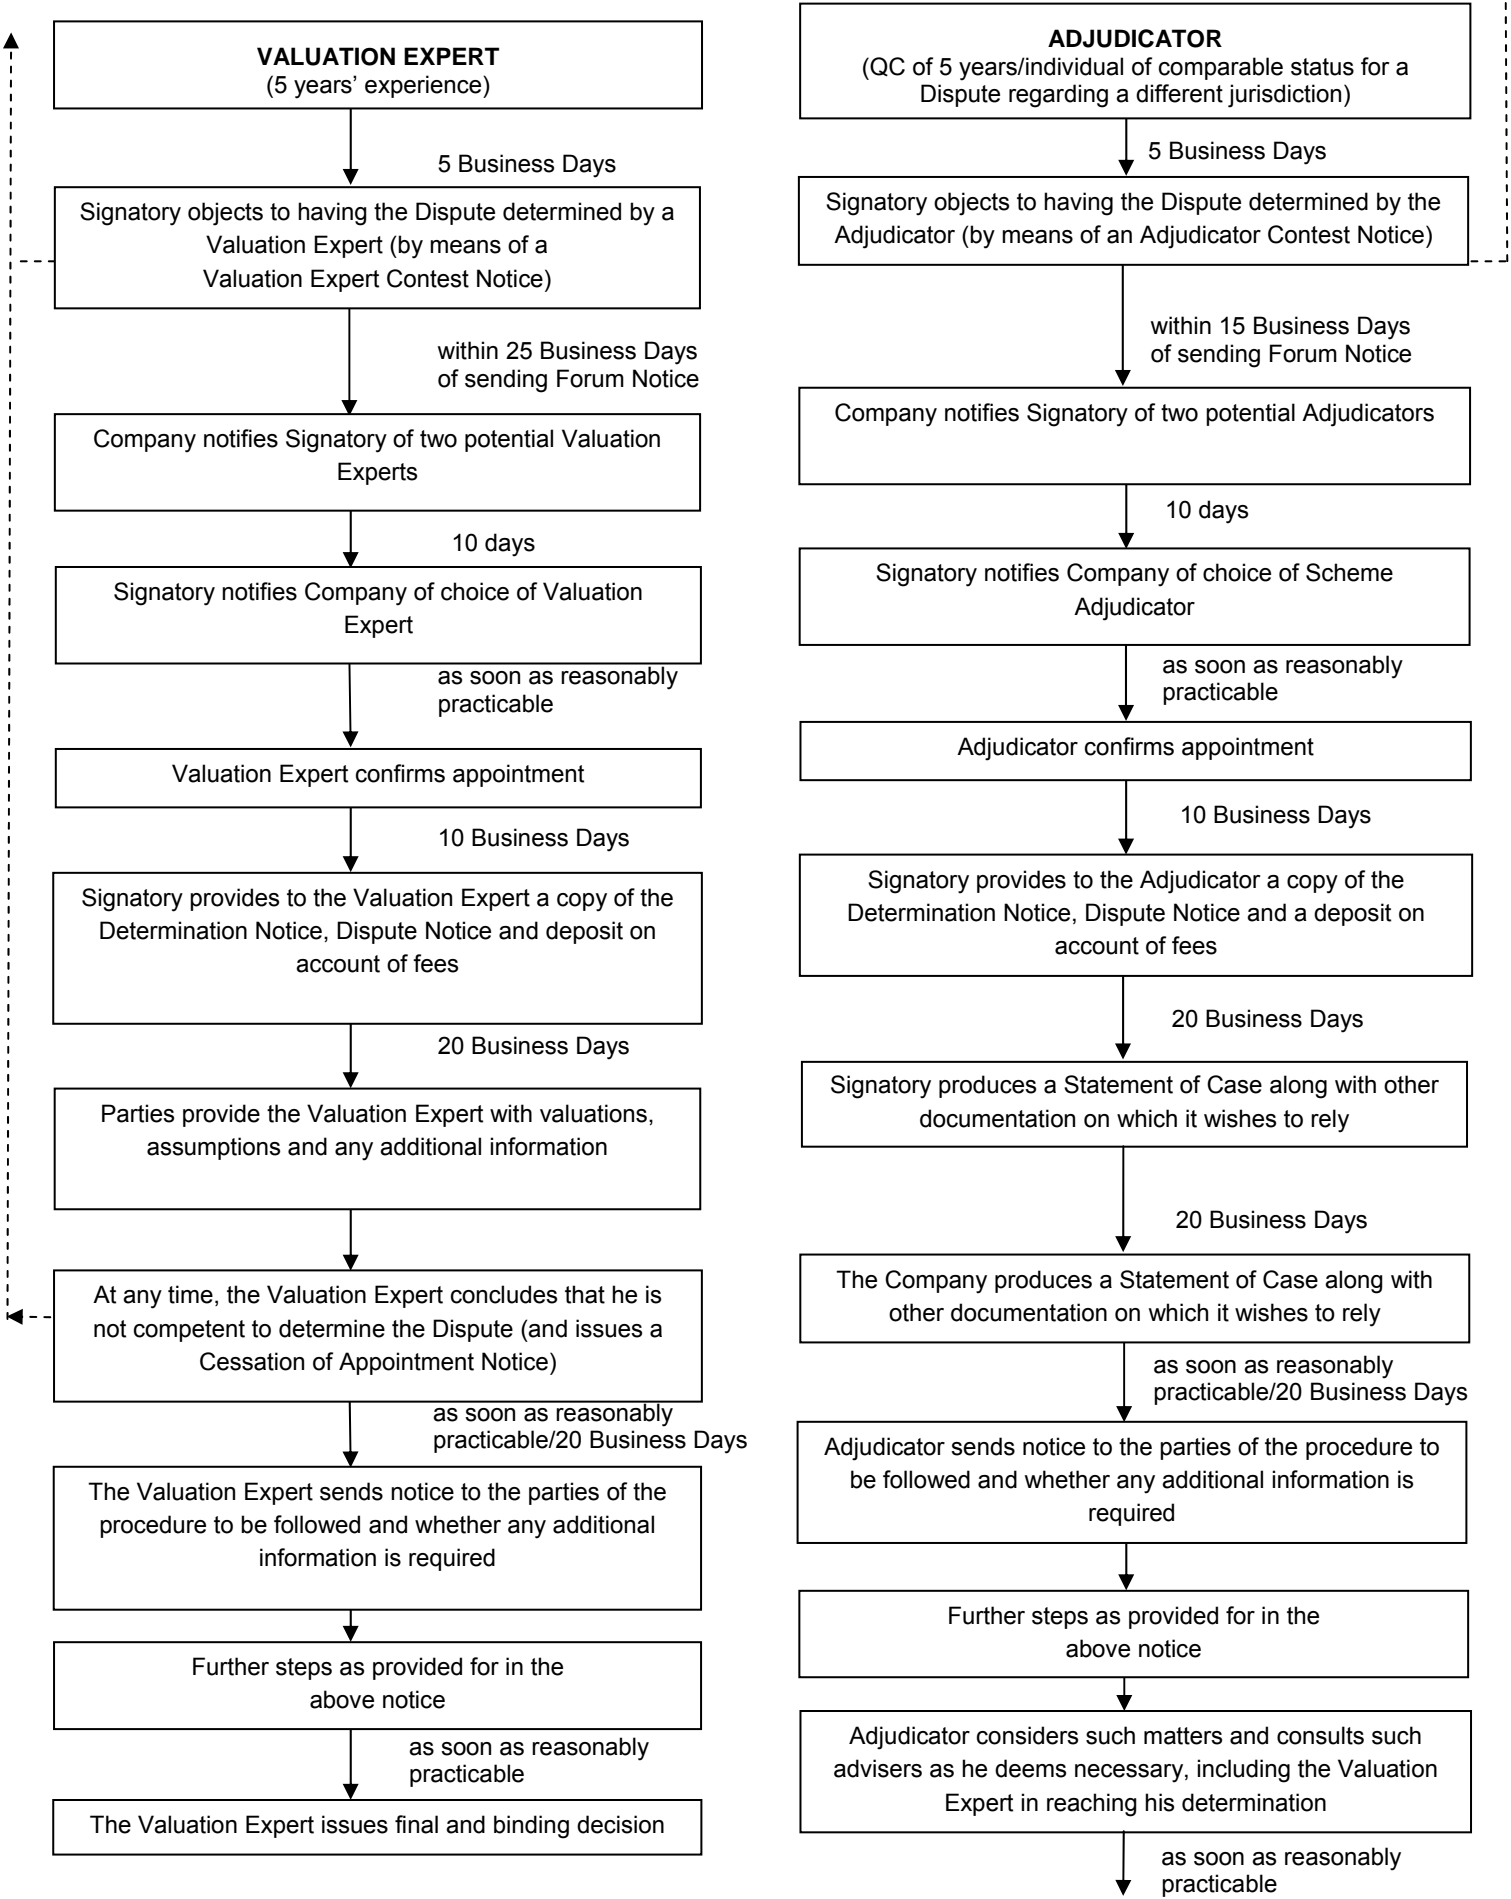 VALUATION EXPERT
(5 years' experience)
5 Business Days
Signatory objects to having the Dispute determined by a
Valuation Expert (by means of a
Valuation Expert Contest Notice)
within 25 Business Days
of sending Forum Notice
Company notifies Signatory of two potential Valuation
Experts
10 days
Signatory notifies Company of choice of Valuation
Expert
as soon as reasonably
practicable
Valuation Expert confirms appointment
10 Business Days
Signatory provides to the Valuation Expert a copy of the
Determination Notice, Dispute Notice and deposit on
account of fees
20 Business Days
Parties provide the Valuation Expert with valuations,
assumptions and any additional information
At any time, the Valuation Expert concludes that he is
not competent to determine the Dispute (and issues a
Cessation of Appointment Notice)
as soon as reasonably
practicable/20 Business Days
The Valuation Expert sends notice to the parties of the
procedure to be followed and whether any additional
information is required
Further steps as provided for in the
above notice
as soon as reasonably
practicable
The Valuation Expert issues final and binding decision
ADJUDICATOR
(QC of 5 years/individual of comparable status for a
Dispute regarding a different jurisdiction)
5 Business Days
Signatory objects to having the Dispute determined by the
Adjudicator (by means of an Adjudicator Contest Notice)
within 15 Business Days
of sending Forum Notice
Company notifies Signatory of two potential Adjudicators
10 days
Signatory notifies Company of choice of Scheme
Adjudicator
as soon as reasonably
practicable
Adjudicator confirms appointment
10 Business Days
Signatory provides to the Adjudicator a copy of the
Determination Notice, Dispute Notice and a deposit on
account of fees
20 Business Days
Signatory produces a Statement of Case along with other
documentation on which it wishes to rely
20 Business Days
The Company produces a Statement of Case along with
other documentation on which it wishes to rely
as soon as reasonably
practicable/20 Business Days
Adjudicator sends notice to the parties of the procedure to
be followed and whether any additional information is
required
Further steps as provided for in the
above notice
Adjudicator considers such matters and consults such
advisers as he deems necessary, including the Valuation
Expert in reaching his determination
as soon as reasonably
practicable